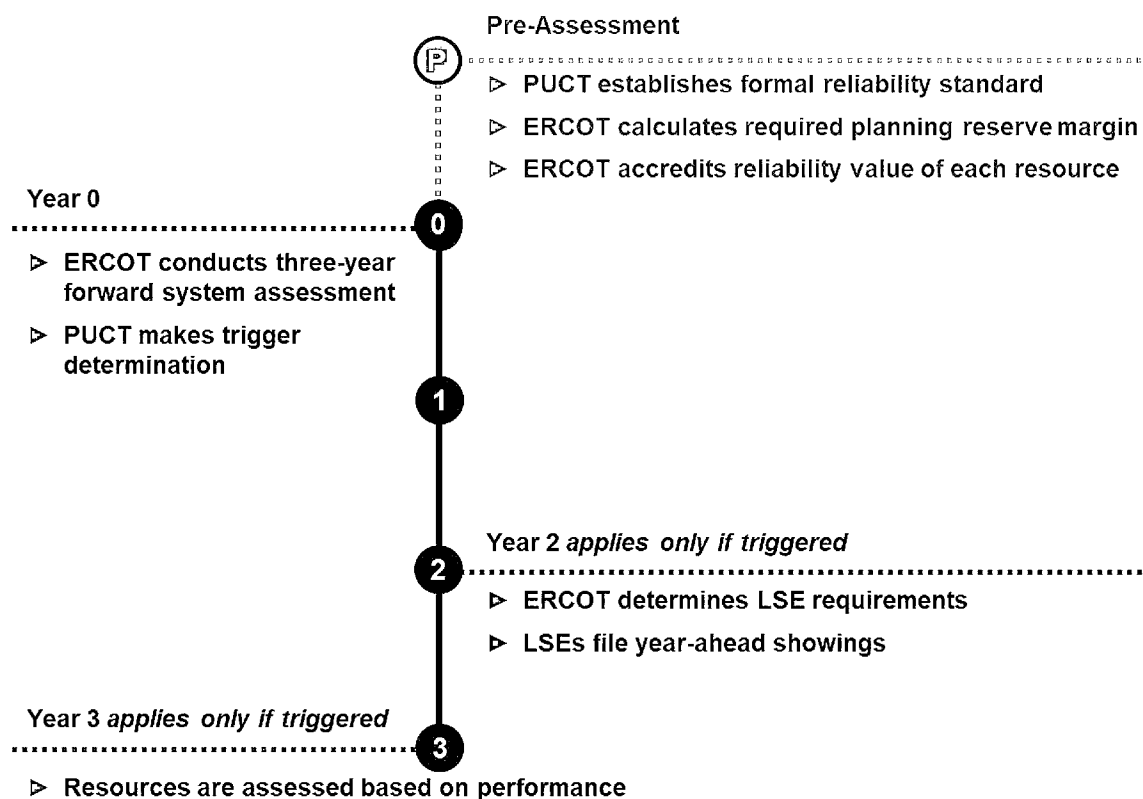 Pre-Assessment
P
▷ PUCT establishes formal reliability standard
▷ ERCOT calculates required planning reserve margin
▷ ERCOT accredits reliability value of each resource
Year 0
0
▷ ERCOT conducts three-year
forward system assessment
▷ PUCT makes trigger
determination
1
Year 2 applies only if triggered
2
▷ ERCOT determines LSE requirements
▷ LSEs file year-ahead showings
Year 3 applies only if triggered
3
▷ Resources are assessed based on performance